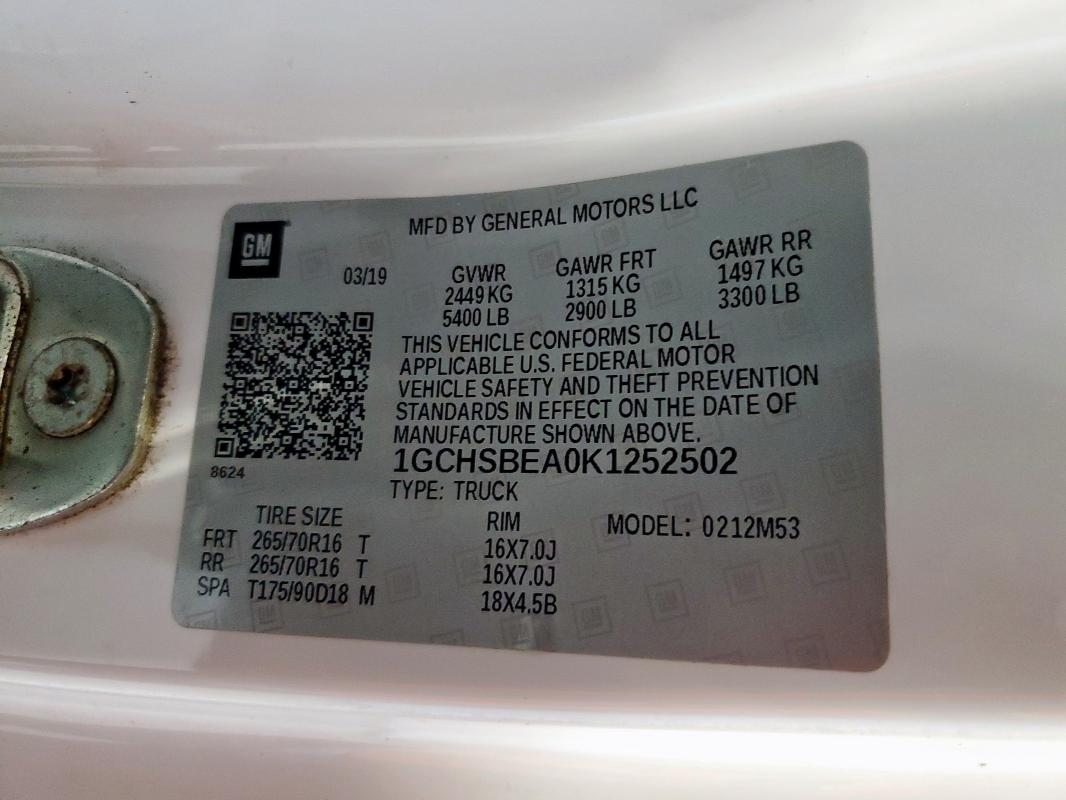 GM
MFD BY GENERAL MOTORS LLC
03/19 GVWR GAWR FRT GAWR RR
2449 KG 1315 KG 1497 KG
5400 LB 2900 LB 3300 LB
THIS VEHICLE CONFORMS TO ALL
APPLICABLE U.S. FEDERAL MOTOR
VEHICLE SAFETY AND THEFT PREVENTION
STANDARDS IN EFFECT ON THE DATE OF
MANUFACTURE SHOWN ABOVE.
8624
1GCHSBEA0K1252502
TYPE: TRUCK
TIRE SIZE RIM MODEL: 0212M53
FRT 265/70R16 T 16X7.0J
RR 265/70R16 T 16X7.0J
SPA T175/90D18 M 18X4.5B